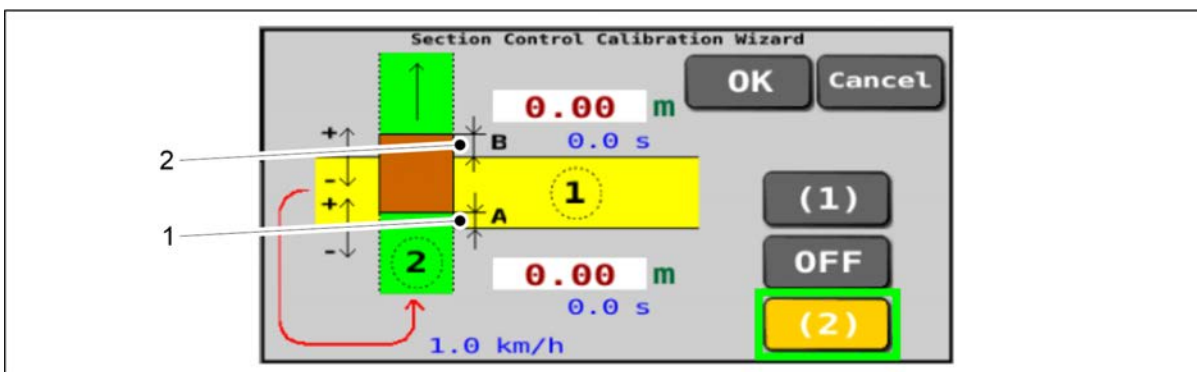 Section Control Calibration Wizard
OK Cancel
0.00 m
+ B 0.0 s
2
- 1 (1)
+ A
1
- 2 OFF
0.00 m
0.0 s (2)
1.0 km/h